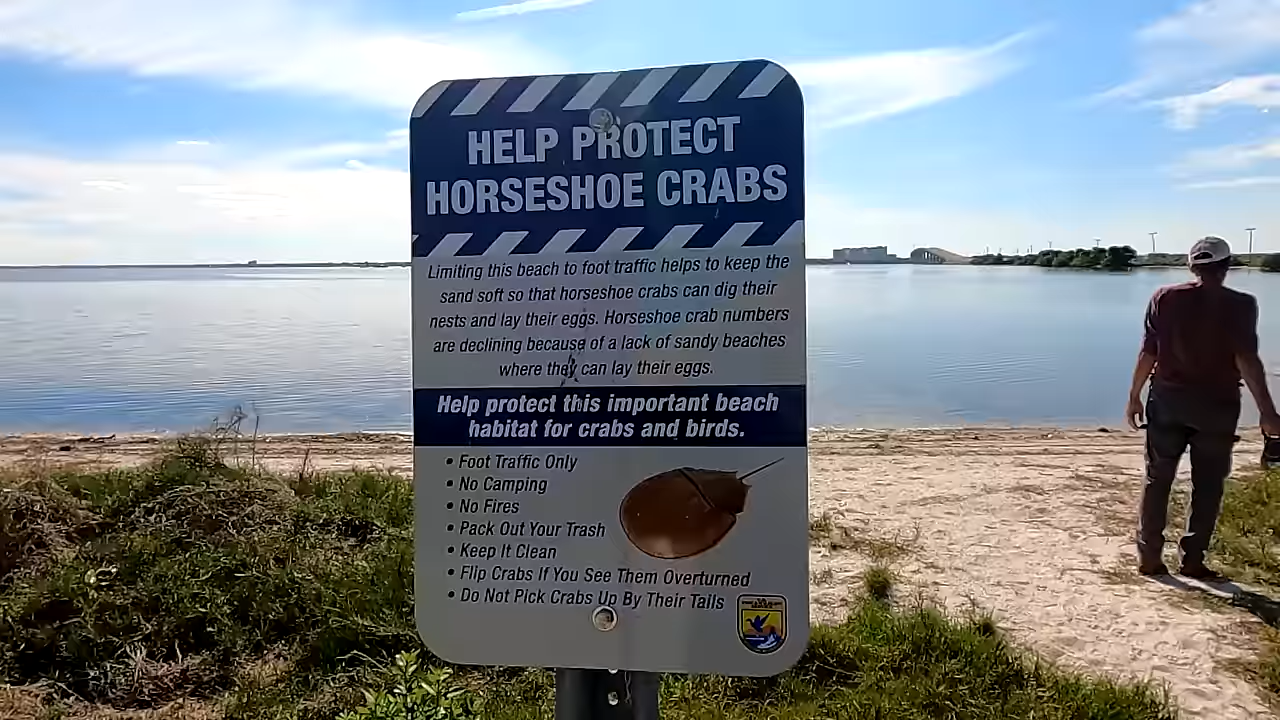 HELP PROTECT
HORSESHOE CRABS
Limiting this beach to foot traffic helps to keep the
sand soft so that horseshoe crabs can dig their
nests and lay their eggs. Horseshoe crab numbers
are declining because of a lack of sandy beaches
where they can lay their eggs.
Help protect this important beach
habitat for crabs and birds.
• Foot Traffic Only
• No Camping
• No Fires
• Pack Out Your Trash
• Keep It Clean
• Flip Crabs If You See Them Overturned
• Do Not Pick Crabs Up By Their Tails